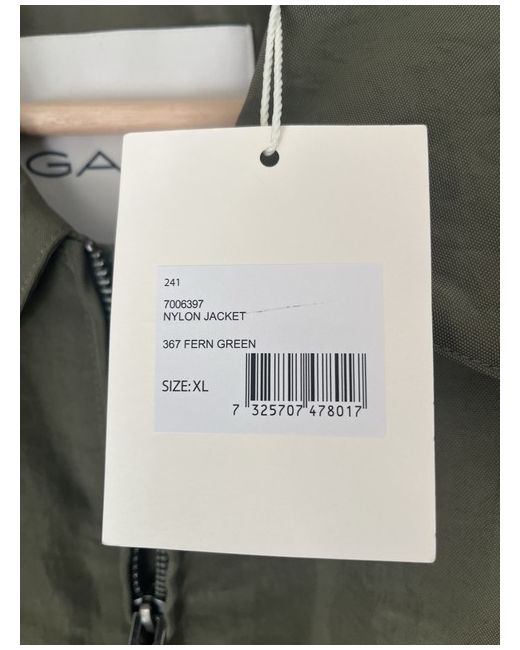 GA
241
7006397
NYLON JACKET
367 FERN GREEN
SIZE: XL
7 325707 478017